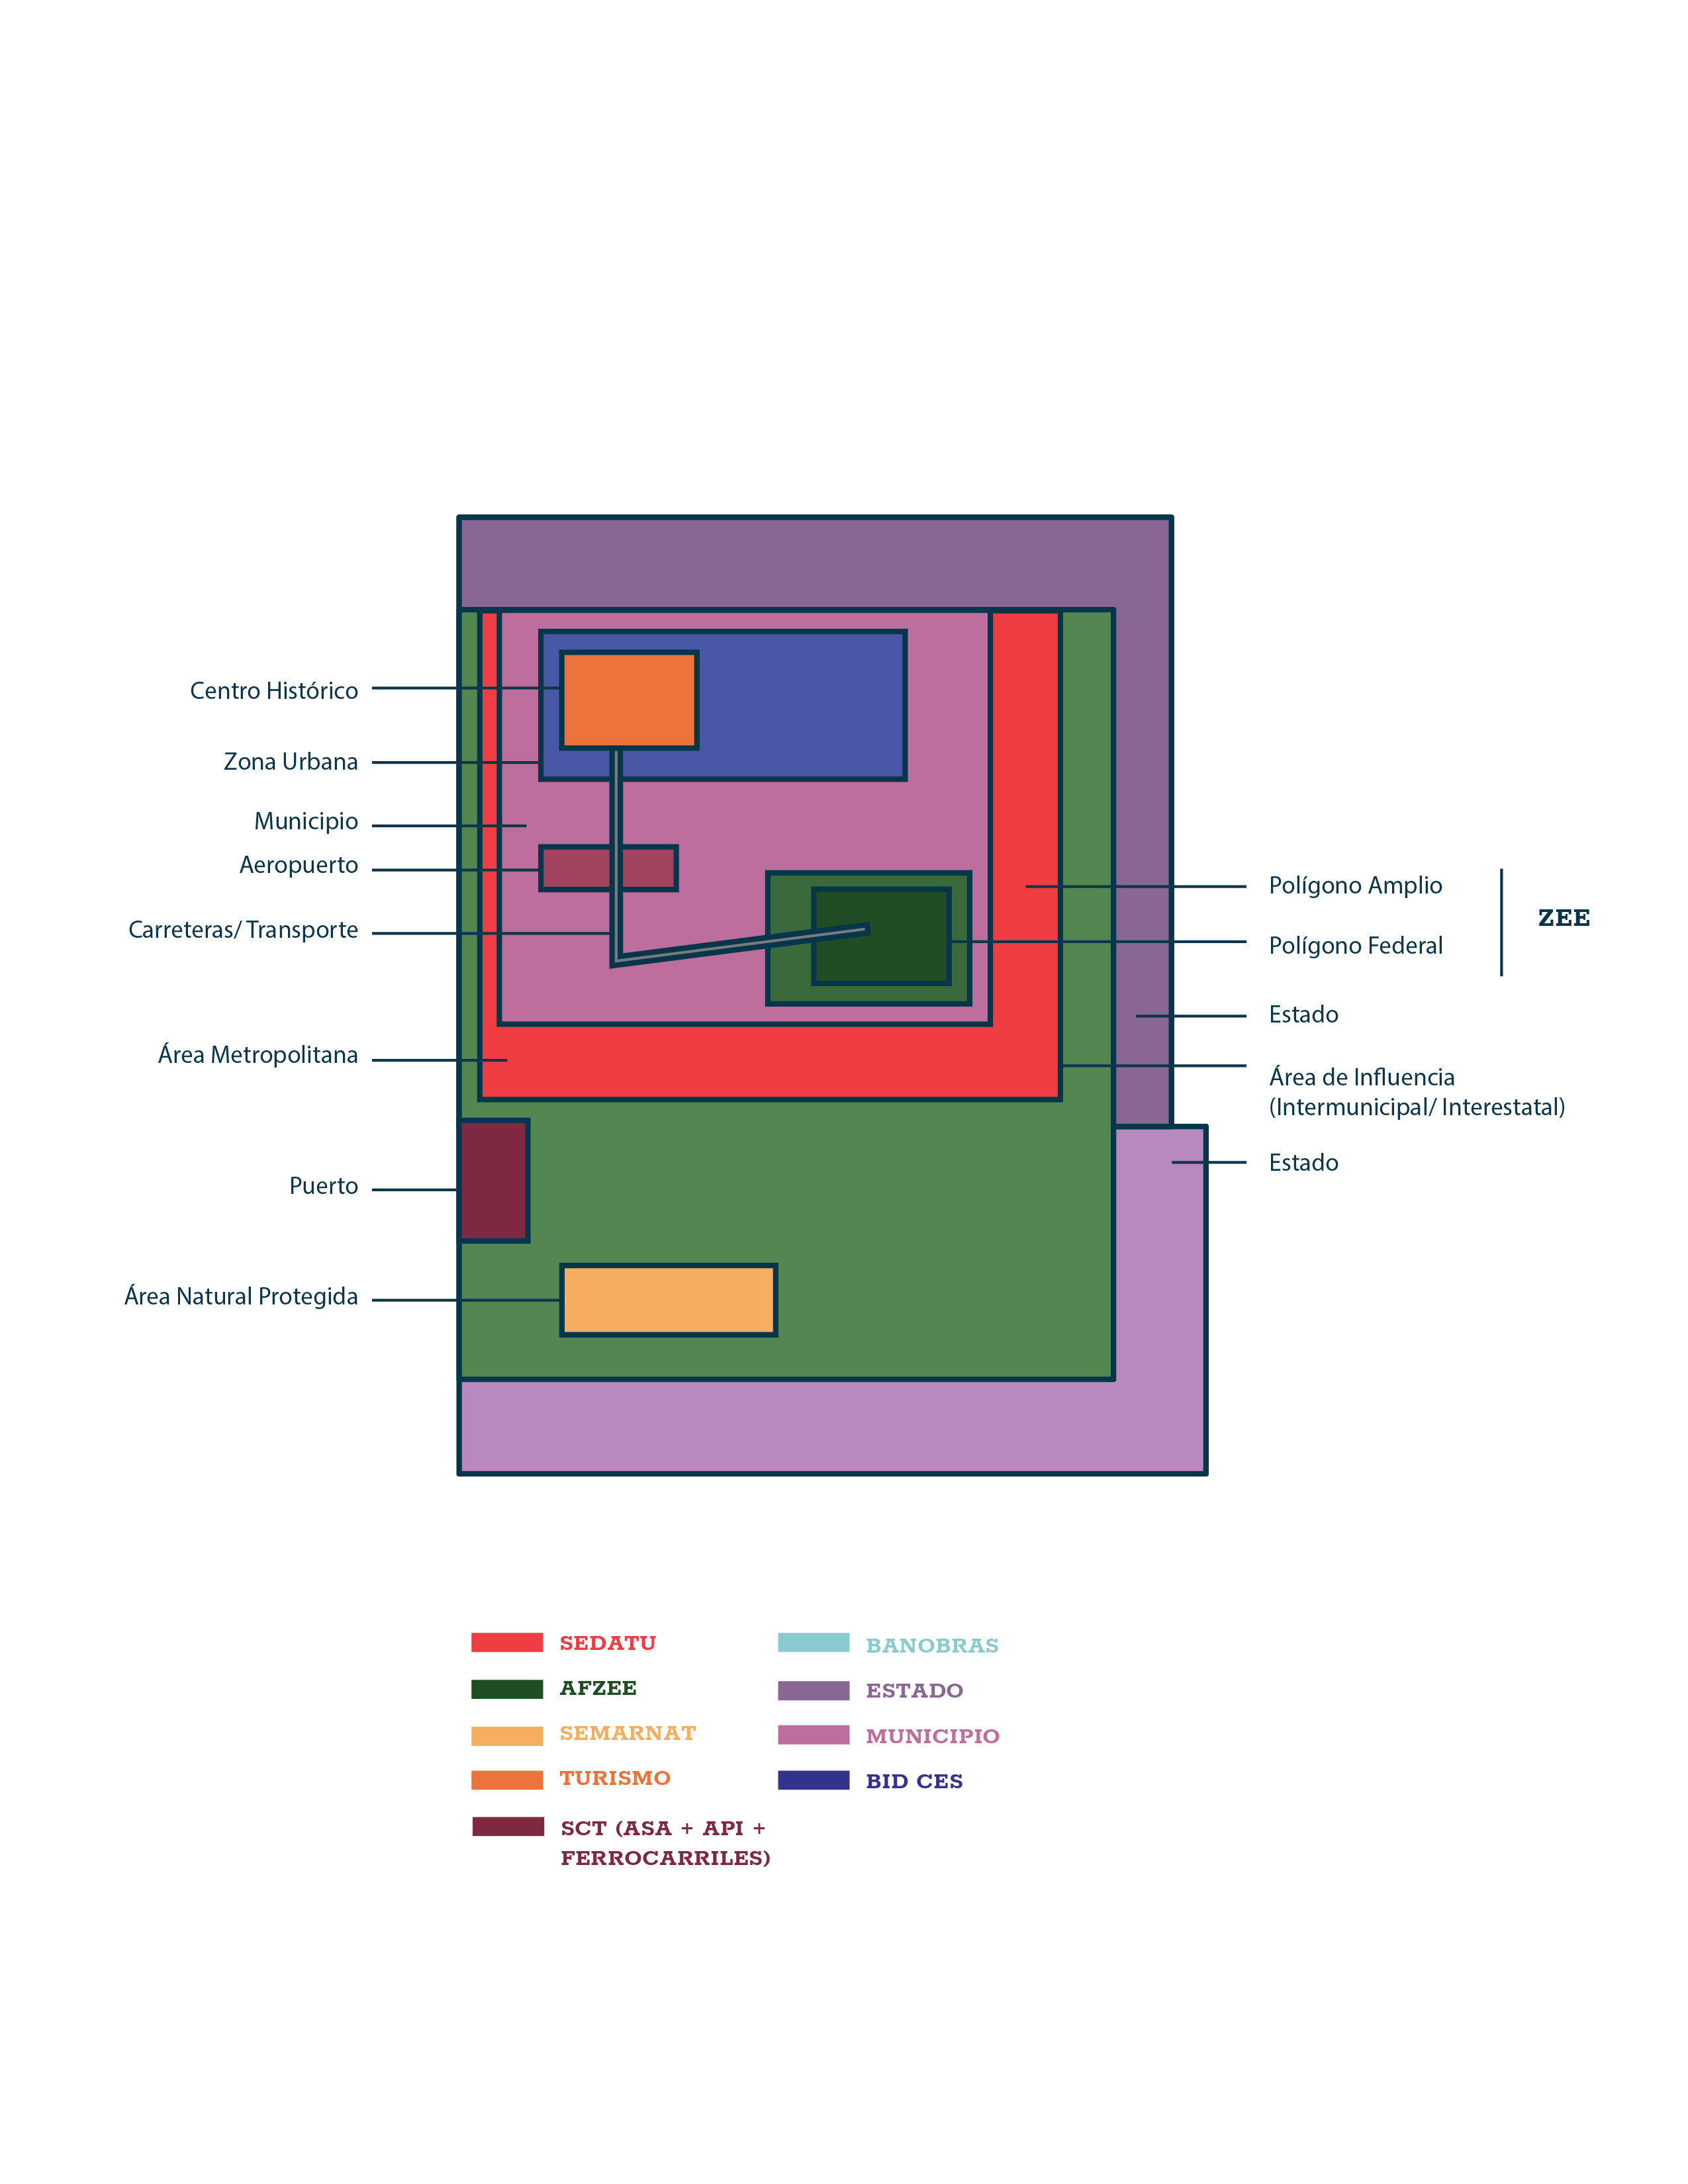 Centro Histórico
Zona Urbana
Municipio
Aeropuerto
Carreteras/ Transporte
Área Metropolitana
Puerto
Área Natural Protegida
Polígono Amplio
Polígono Federal
ZEE
Estado
Área de Influencia
(Intermunicipal/ Interestatal)
Estado
SEDATU
AFZEE
SEMARNAT
TURISMO
SCT (ASA + API +
FERROCARRILES)
BANOBRAS
ESTADO
MUNICIPIO
BID CES